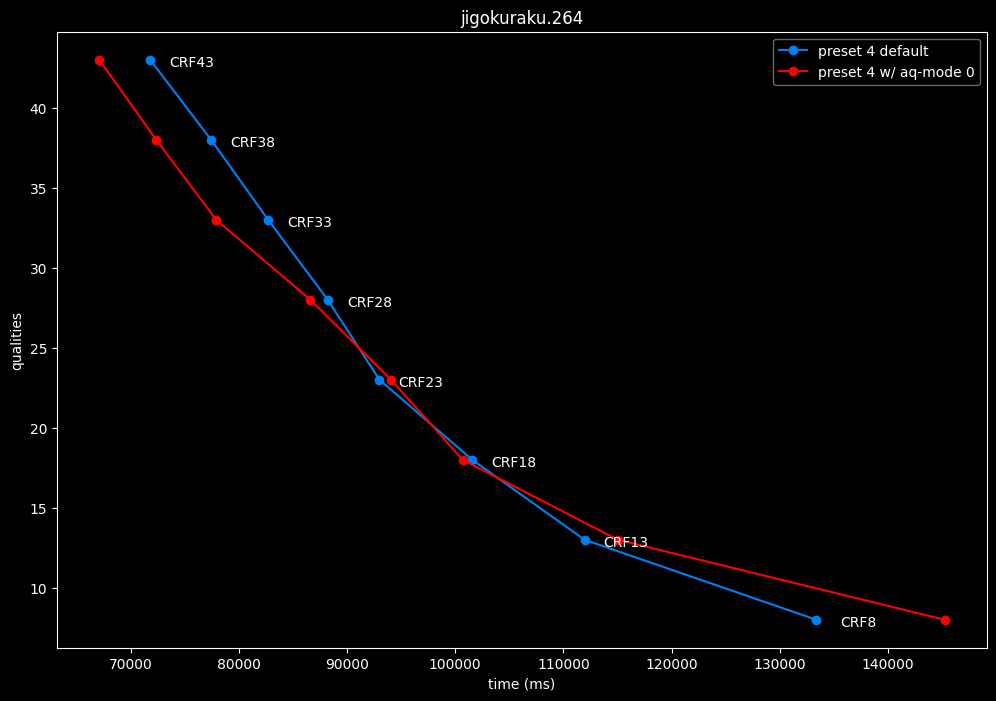 jigokuraku.264
preset 4 default
preset 4 w/ aq-mode 0
CRF43
CRF38
CRF33
CRF28
CRF23
CRF18
CRF13
CRF8
qualities
40
35
30
25
20
15
10
70000 80000 90000 100000 110000 120000 130000 140000
time (ms)